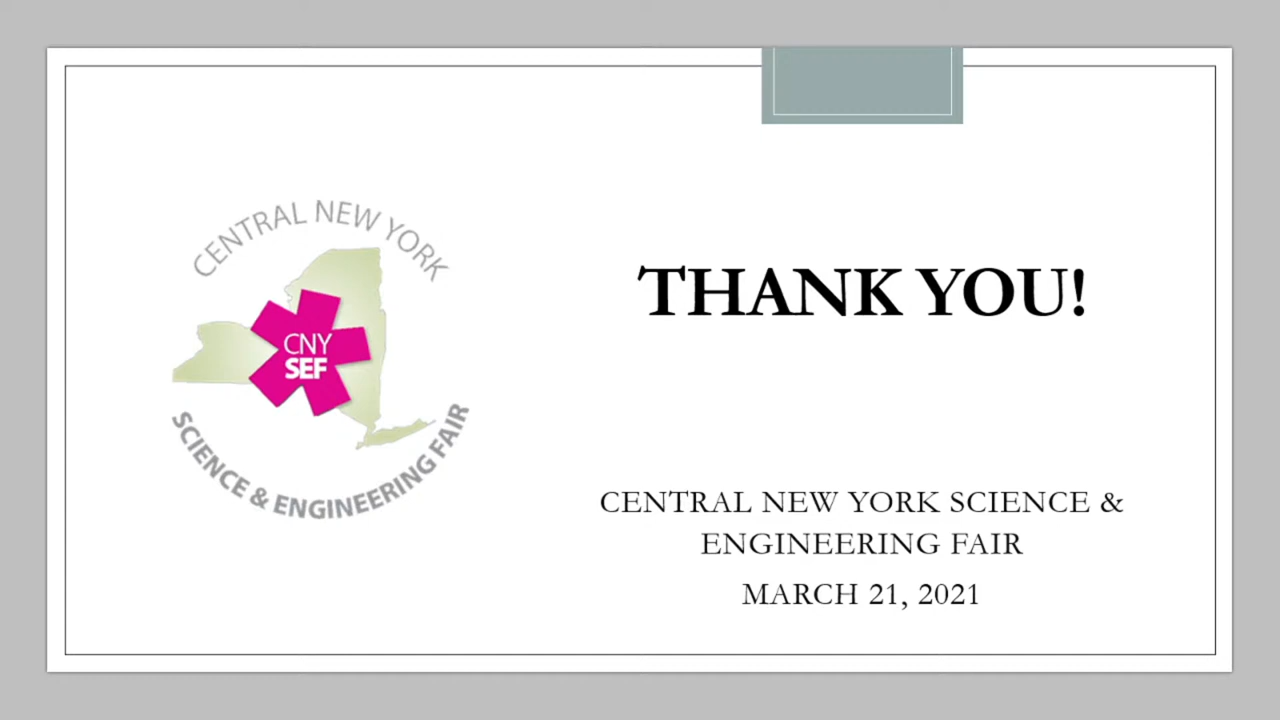 CENTRAL NEW YORK
CNY
SEF
SCIENCE & ENGINEERING FAIR
THANK YOU!
CENTRAL NEW YORK SCIENCE &
ENGINEERING FAIR
MARCH 21, 2021